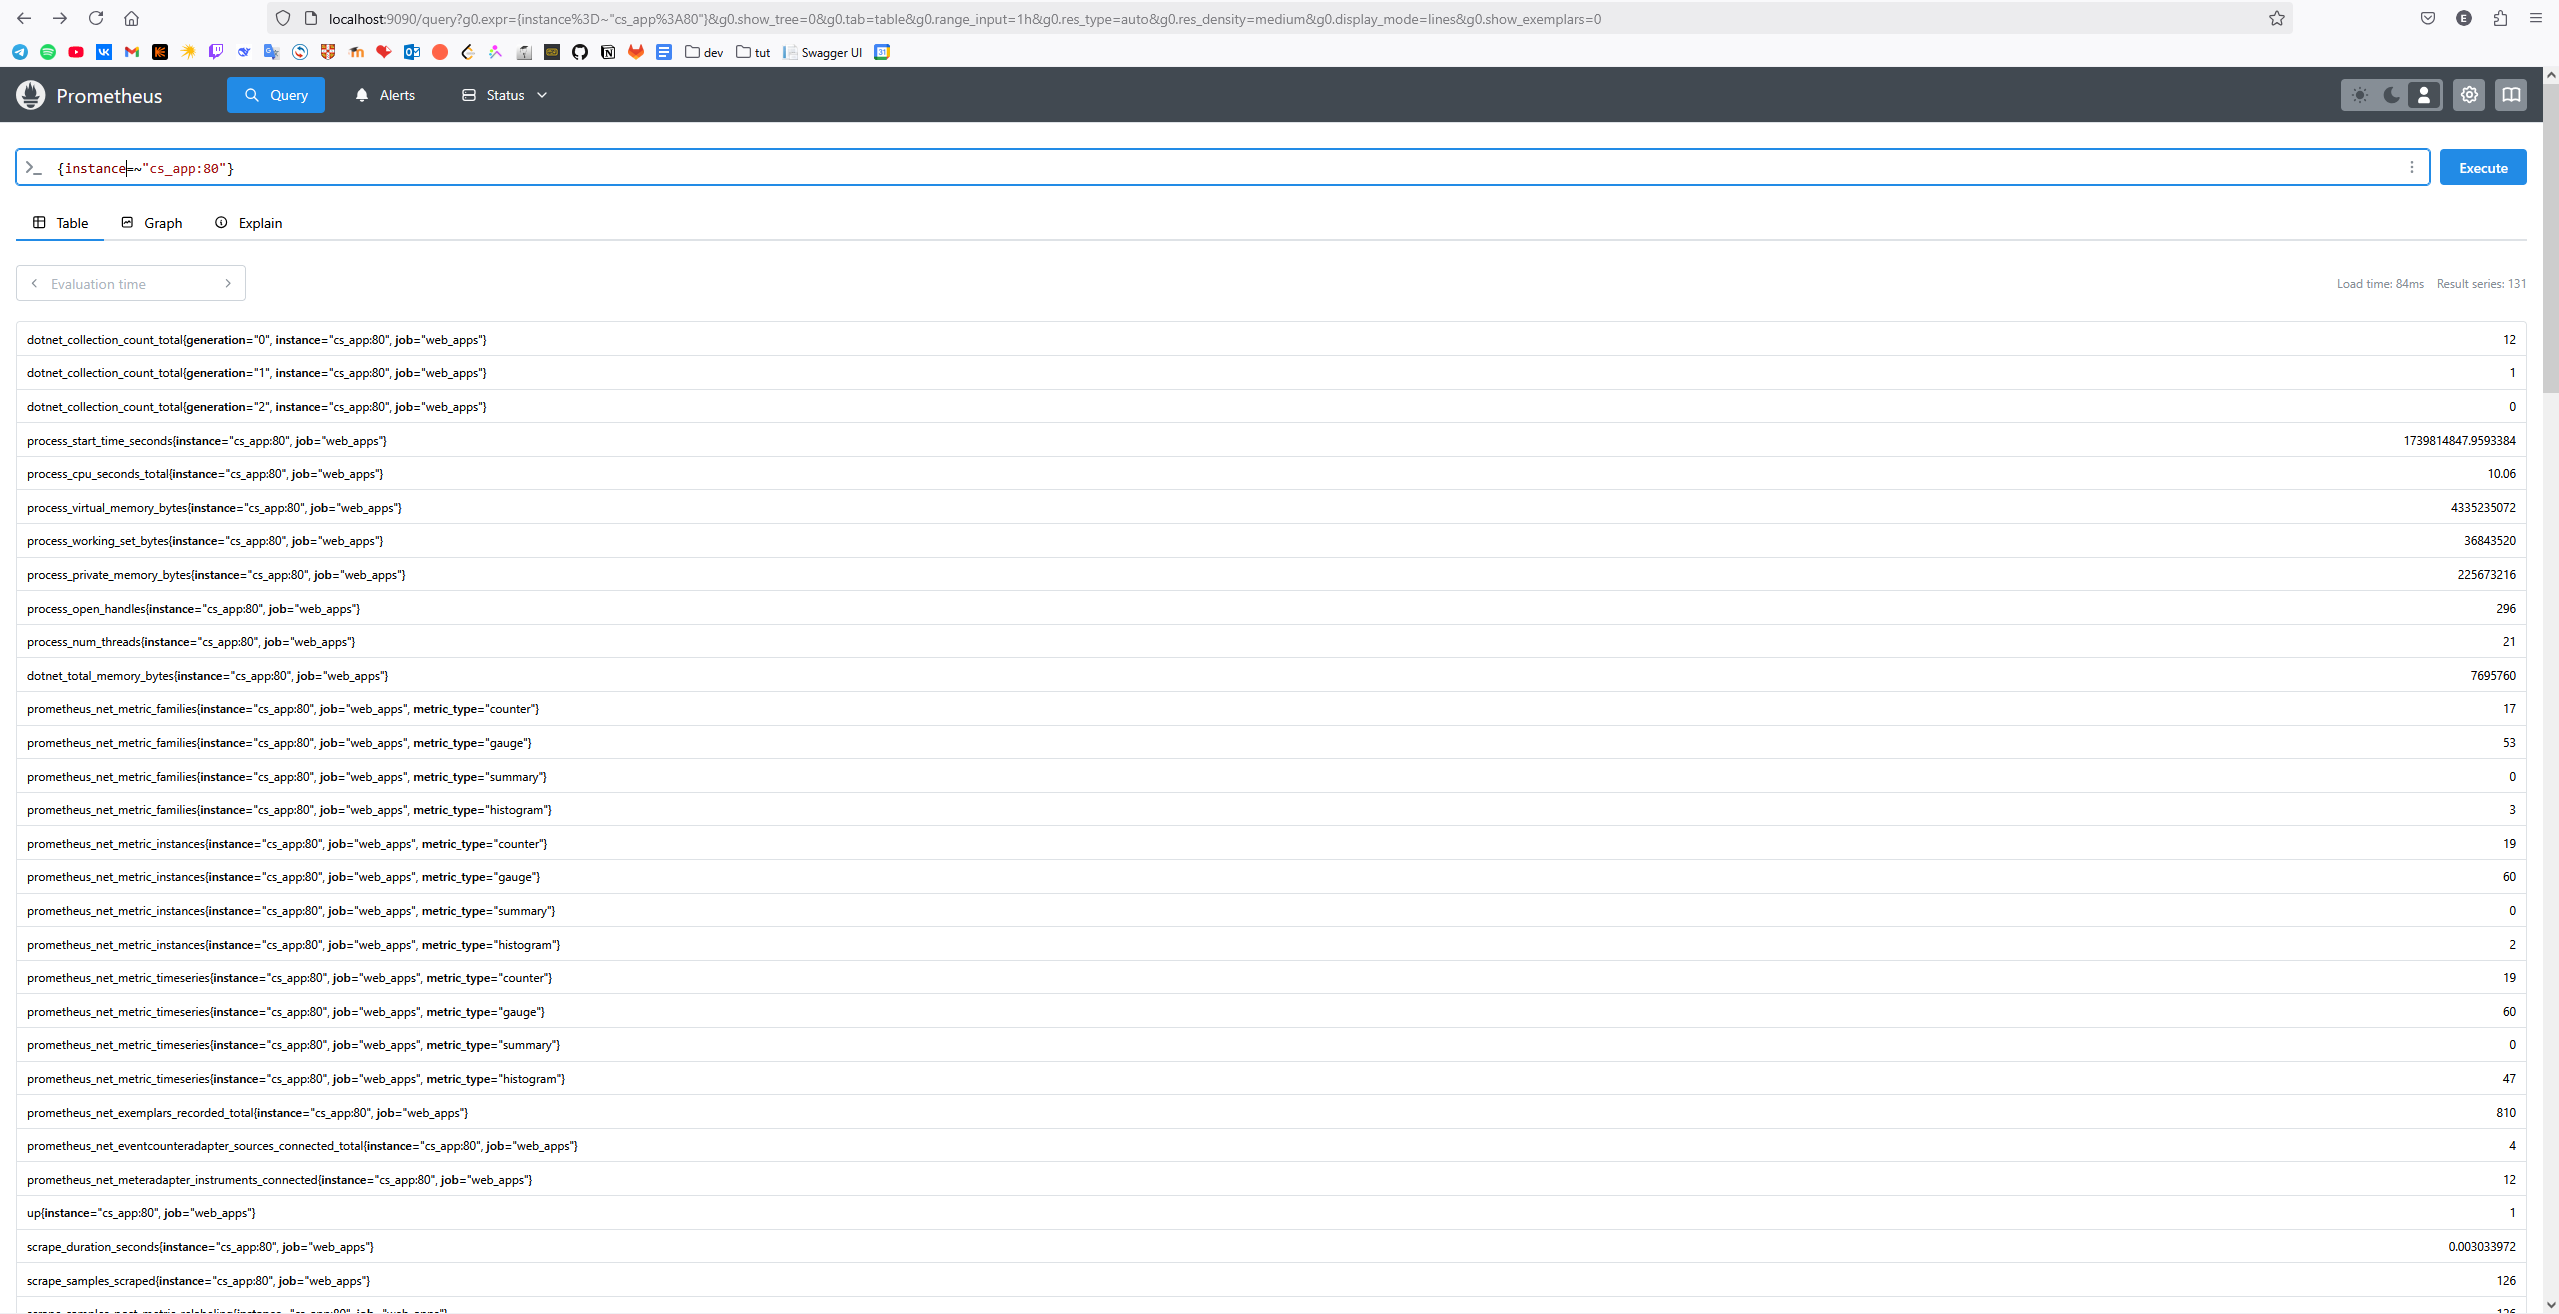 localhost:9090/query?g0.expr={instance%3D~"cs_app%3A80"}&g0.show_tree=0&g0.tab=table&g0.range_input=1h&g0.res_type=auto&g0.res_density=medium&g0.display_mode=lines&g0.show_exemplars=0
dev tut Swagger UI
Prometheus Query Alerts Status
{instance=~"cs_app:80"} Execute
Table Graph Explain
Evaluation time Load time: 84ms Result series: 131
dotnet_collection_count_total{generation="0", instance="cs_app:80", job="web_apps"} 12
dotnet_collection_count_total{generation="1", instance="cs_app:80", job="web_apps"} 1
dotnet_collection_count_total{generation="2", instance="cs_app:80", job="web_apps"} 0
process_start_time_seconds{instance="cs_app:80", job="web_apps"} 1739814847.9593384
process_cpu_seconds_total{instance="cs_app:80", job="web_apps"} 10.06
process_virtual_memory_bytes{instance="cs_app:80", job="web_apps"} 4335235072
process_working_set_bytes{instance="cs_app:80", job="web_apps"} 36843520
process_private_memory_bytes{instance="cs_app:80", job="web_apps"} 225673216
process_open_handles{instance="cs_app:80", job="web_apps"} 296
process_num_threads{instance="cs_app:80", job="web_apps"} 21
dotnet_total_memory_bytes{instance="cs_app:80", job="web_apps"} 7695760
prometheus_net_metric_families{instance="cs_app:80", job="web_apps", metric_type="counter"} 17
prometheus_net_metric_families{instance="cs_app:80", job="web_apps", metric_type="gauge"} 53
prometheus_net_metric_families{instance="cs_app:80", job="web_apps", metric_type="summary"} 0
prometheus_net_metric_families{instance="cs_app:80", job="web_apps", metric_type="histogram"} 3
prometheus_net_metric_instances{instance="cs_app:80", job="web_apps", metric_type="counter"} 19
prometheus_net_metric_instances{instance="cs_app:80", job="web_apps", metric_type="gauge"} 60
prometheus_net_metric_instances{instance="cs_app:80", job="web_apps", metric_type="summary"} 0
prometheus_net_metric_instances{instance="cs_app:80", job="web_apps", metric_type="histogram"} 2
prometheus_net_metric_timeseries{instance="cs_app:80", job="web_apps", metric_type="counter"} 19
prometheus_net_metric_timeseries{instance="cs_app:80", job="web_apps", metric_type="gauge"} 60
prometheus_net_metric_timeseries{instance="cs_app:80", job="web_apps", metric_type="summary"} 0
prometheus_net_metric_timeseries{instance="cs_app:80", job="web_apps", metric_type="histogram"} 47
prometheus_net_exemplars_recorded_total{instance="cs_app:80", job="web_apps"} 810
prometheus_net_eventcounteradapter_sources_connected_total{instance="cs_app:80", job="web_apps"} 4
prometheus_net_meteradapter_instruments_connected{instance="cs_app:80", job="web_apps"} 12
up{instance="cs_app:80", job="web_apps"} 1
scrape_duration_seconds{instance="cs_app:80", job="web_apps"} 0.003033972
scrape_samples_scraped{instance="cs_app:80", job="web_apps"} 126